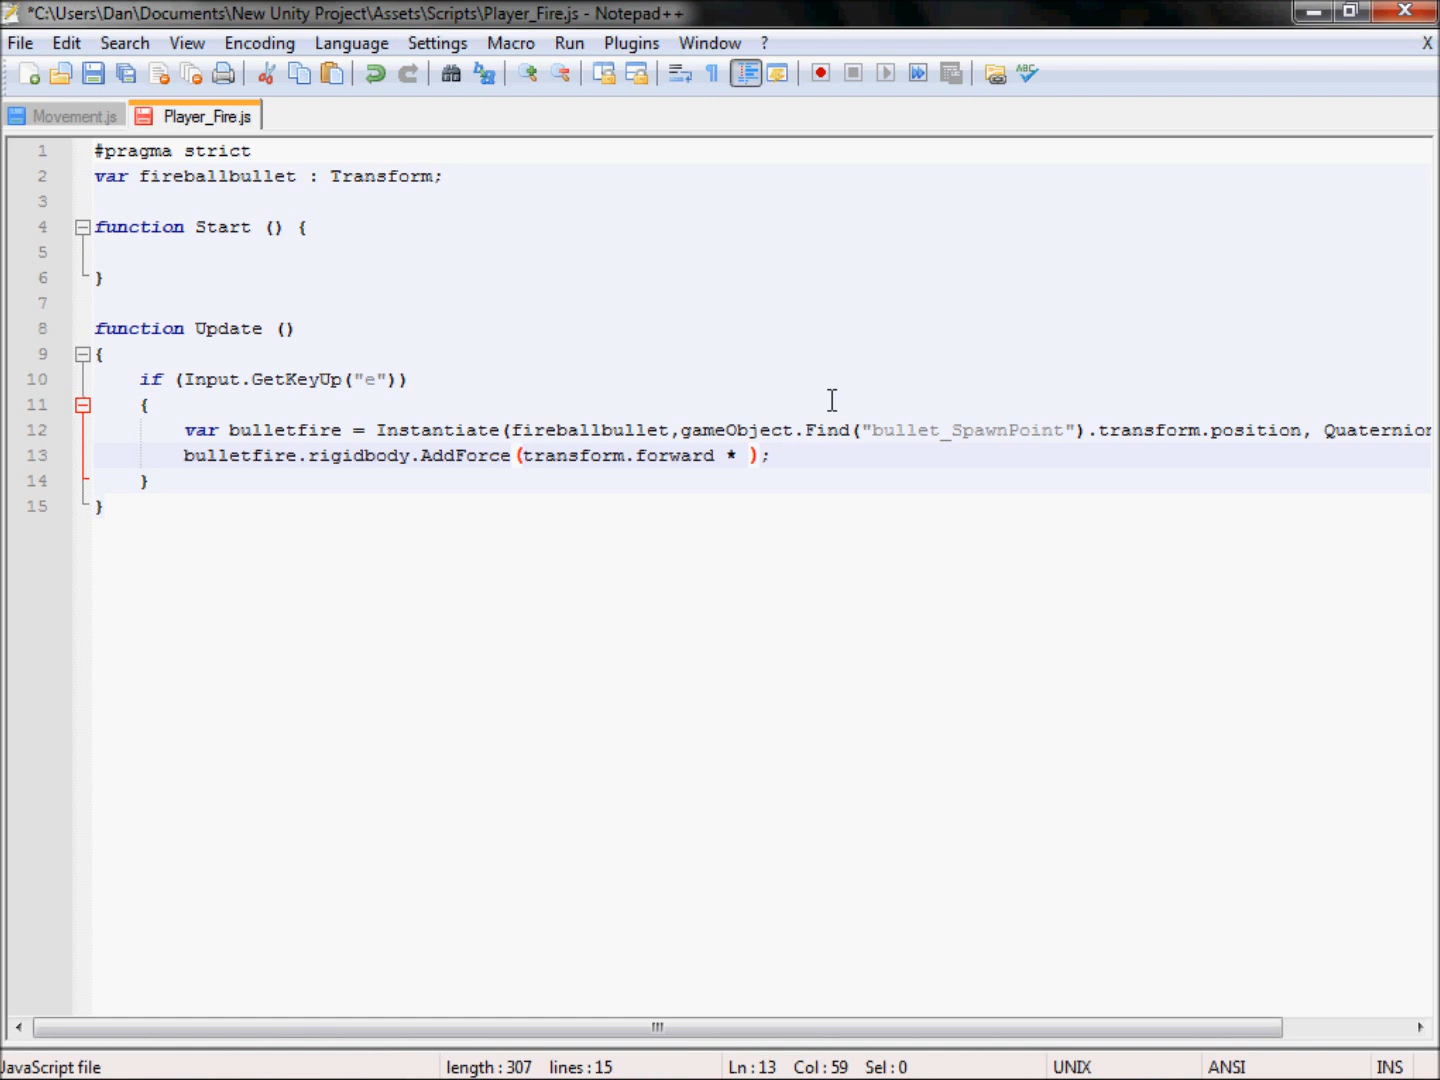 *C:\Users\Dan\Documents\New Unity Project\Assets\Scripts\Player_Fire.js - Notepad++
File Edit Search View Encoding Language Settings Macro Run Plugins Window ? X
Movement.js Player_Fire.js
1 #pragma strict
2 var fireballbullet : Transform;
3
4 function Start () {
5
6 }
7
8 function Update ()
9 {
10 if (Input.GetKeyUp("e"))
11 {
12 var bulletfire = Instantiate(fireballbullet,gameObject.Find("bullet_SpawnPoint").transform.position, Quaternion
13 bulletfire.rigidbody.AddForce(transform.forward * );
14 }
15 }
JavaScript file length : 307 lines : 15 Ln : 13 Col : 59 Sel : 0 UNIX ANSI INS